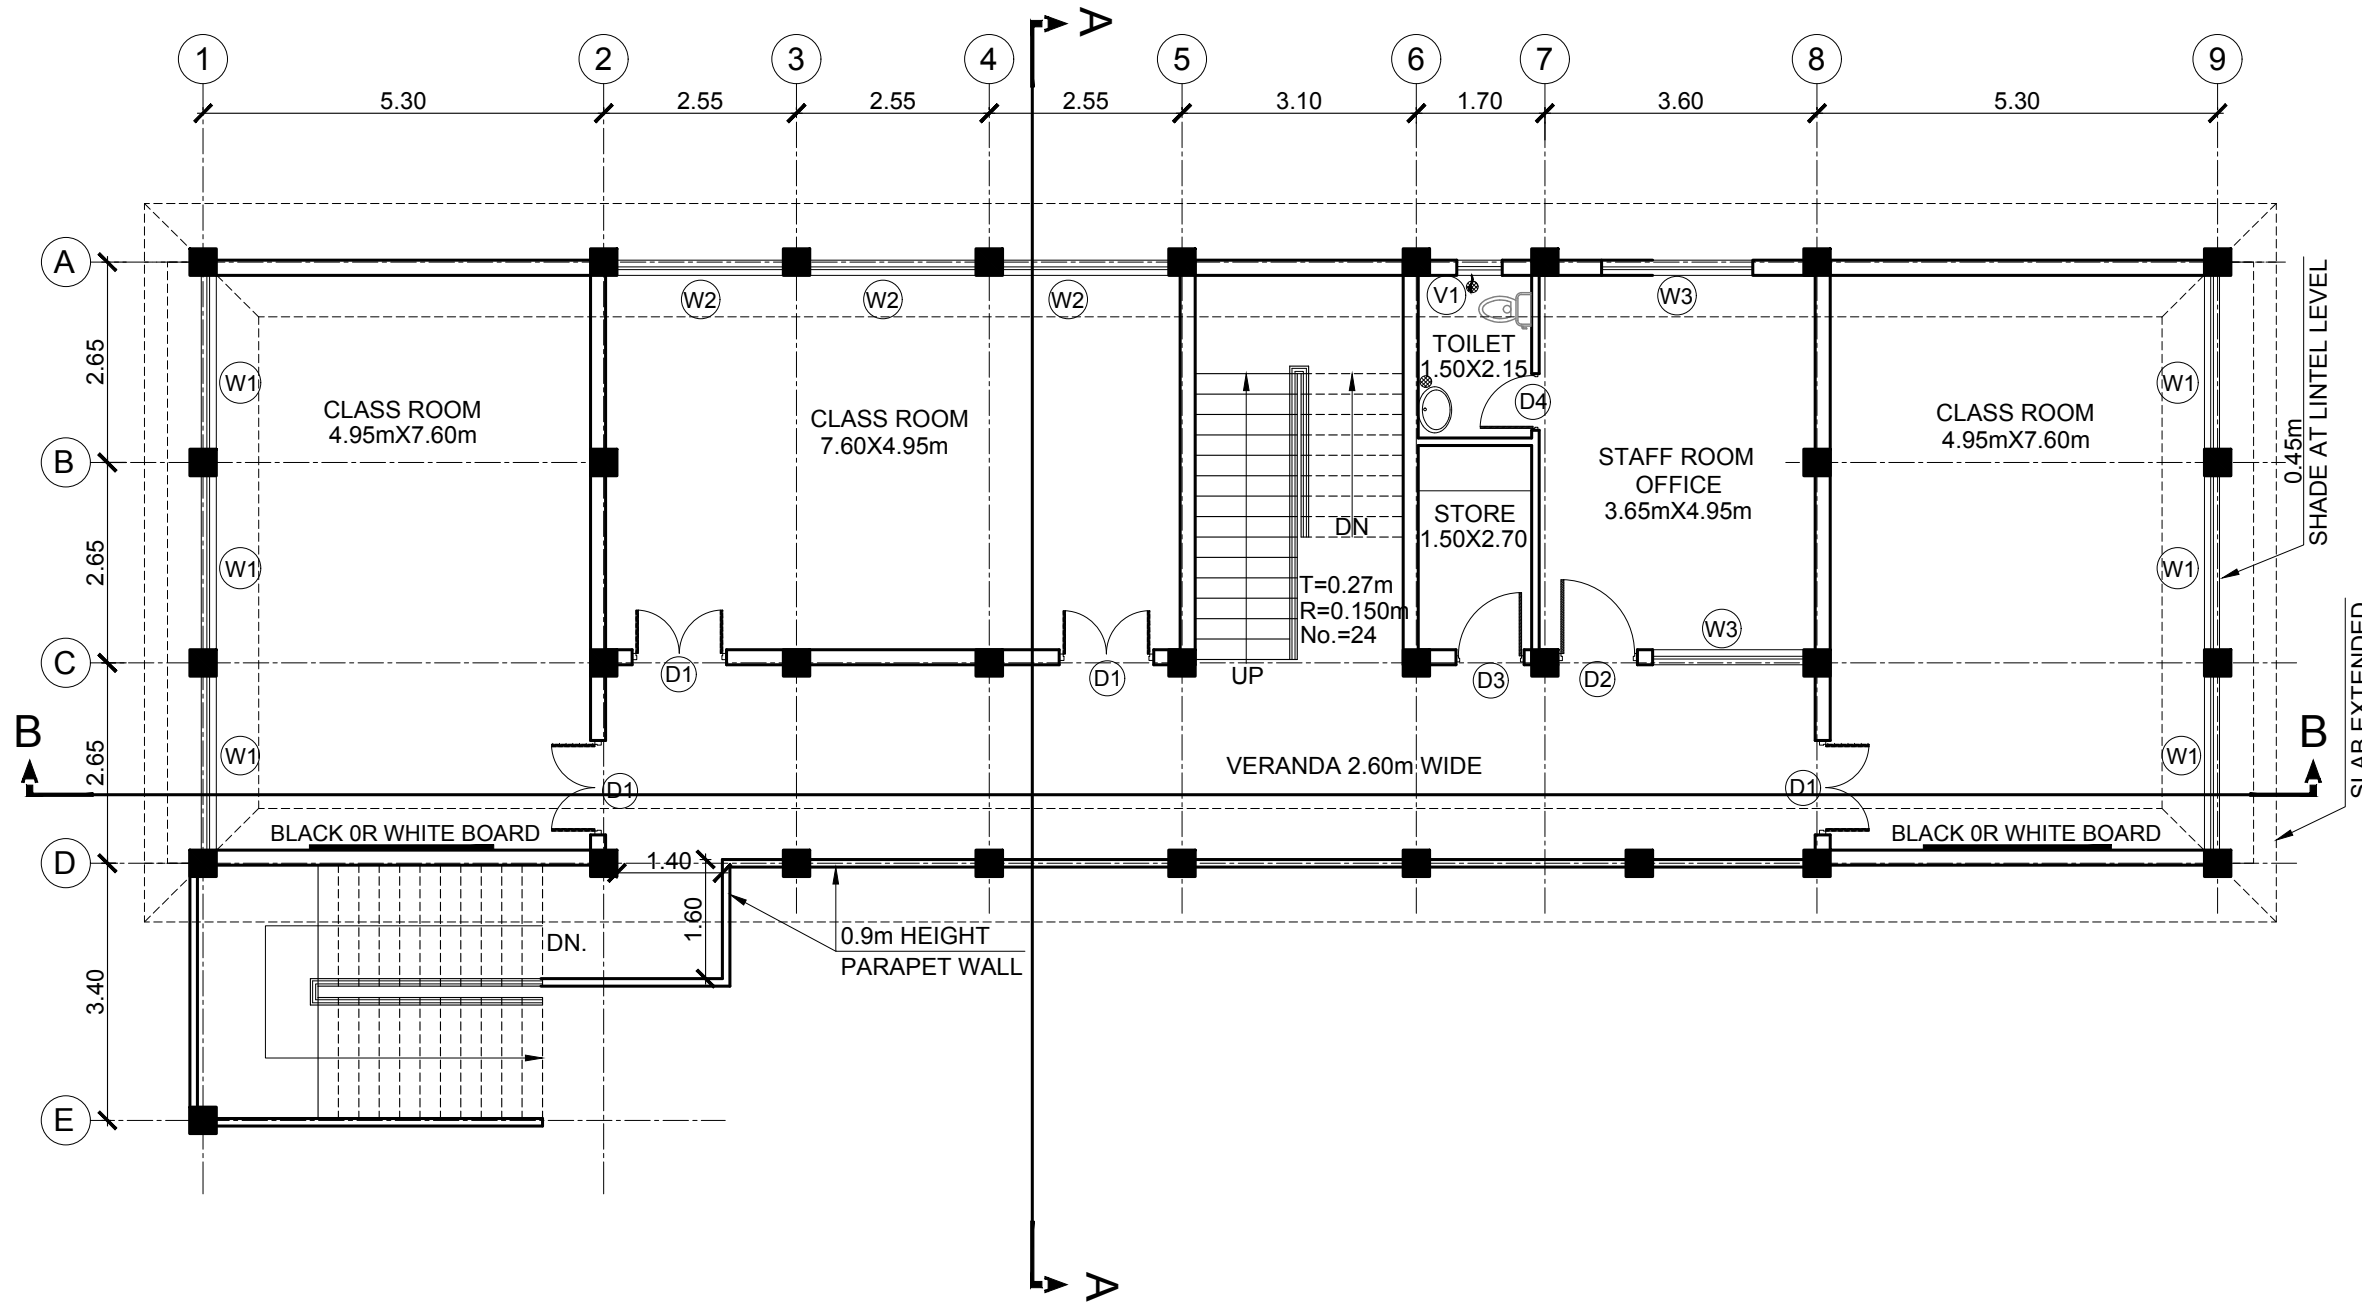 A
1 2 3 4 5 6 7 8 9
5.30 2.55 2.55 2.55 3.10 1.70 3.60 5.30
A
B
C
D
E
2.65
2.65
2.65
3.40
W2 W2 W2 V1 W3
W1
W1
W1
CLASS ROOM
4.95mX7.60m
CLASS ROOM
7.60X4.95m
TOILET
1.50X2.15
D4
STORE
1.50X2.70
STAFF ROOM
OFFICE
3.65mX4.95m
CLASS ROOM
4.95mX7.60m
W1
W1
W1
0.45m
SHADE AT LINTEL LEVEL
SLAB EXTENDED
DN
T=0.27m
R=0.150m
No.=24
UP
W3
D1 D1 D3 D2
B B
VERANDA 2.60m WIDE
D1 D1
BLACK 0R WHITE BOARD
BLACK 0R WHITE BOARD
1.40
1.60
DN.
0.9m HEIGHT
PARAPET WALL
A